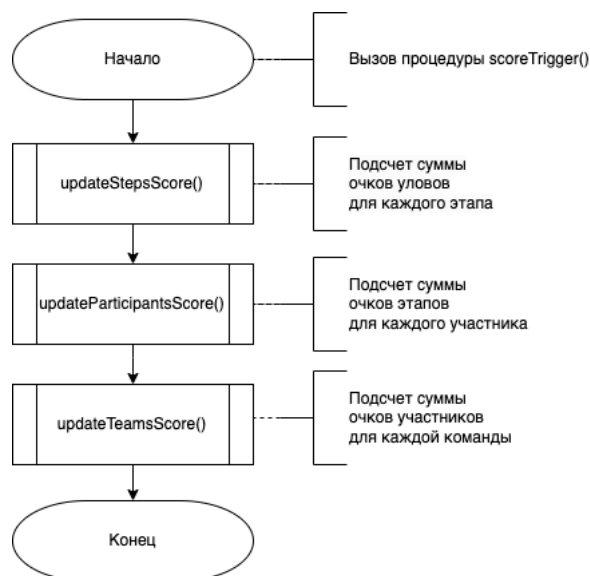 Начало
Вызов процедуры scoreTrigger()
updateStepsScore()
Подсчет суммы
очков уловов
для каждого этапа
updateParticipantsScore()
Подсчет суммы
очков этапов
для каждого участника
updateTeamsScore()
Подсчет суммы
очков участников
для каждой команды
Конец